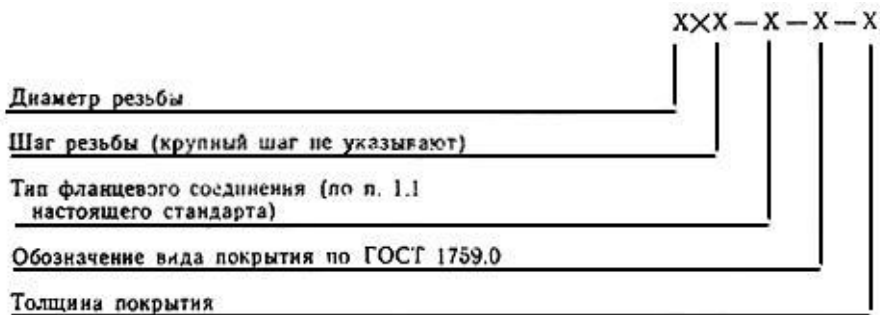 X×X — X — X — X
Диаметр резьбы
Шаг резьбы (крупный шаг не указывают)
Тип фланцевого соединения (по п. 1.1
настоящего стандарта)
Обозначение вида покрытия по ГОСТ 1759.0
Толщина покрытия